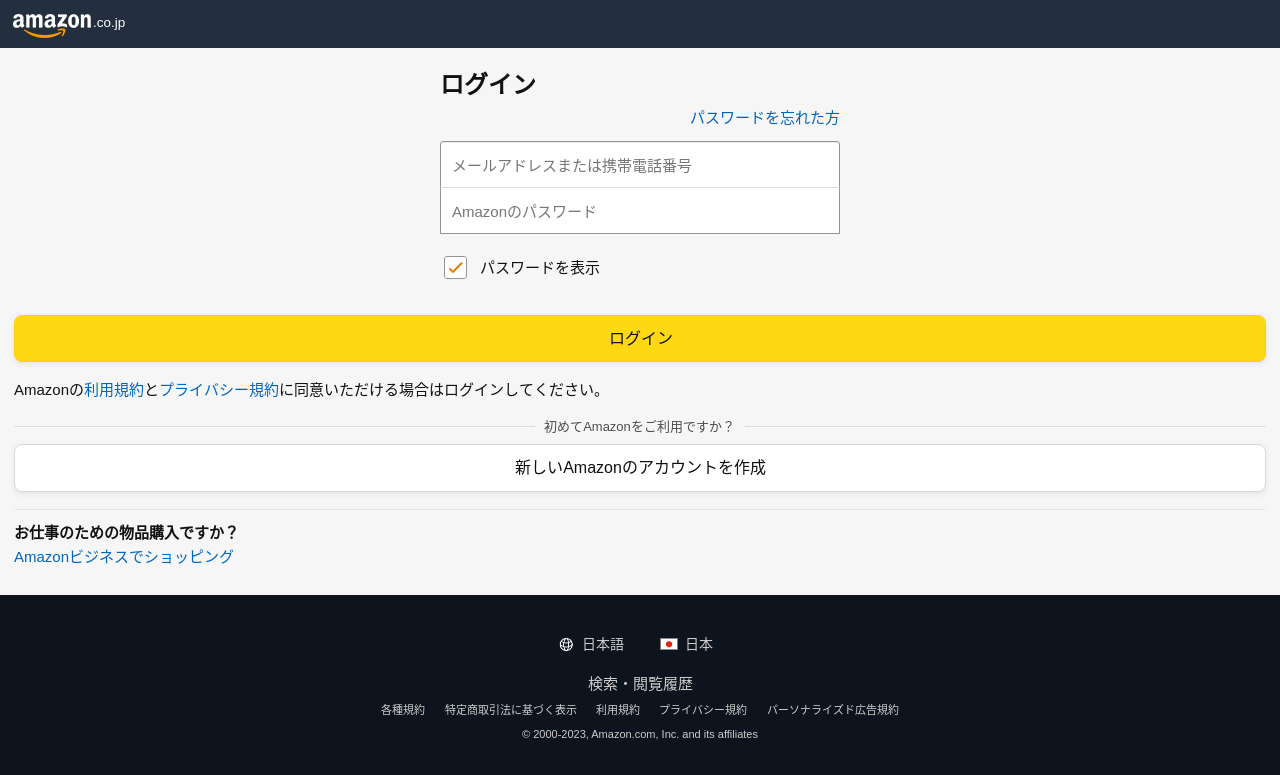 amazon.co.jp
ログイン
パスワードを忘れた方
メールアドレスまたは携帯電話番号
Amazonのパスワード
パスワードを表示
ログイン
Amazonの利用規約とプライバシー規約に同意いただける場合はログインしてください。
初めてAmazonをご利用ですか？
新しいAmazonのアカウントを作成
お仕事のための物品購入ですか？
Amazonビジネスでショッピング
日本語 日本
検索・閲覧履歴
各種規約 特定商取引法に基づく表示 利用規約 プライバシー規約 パーソナライズド広告規約
© 2000-2023, Amazon.com, Inc. and its affiliates